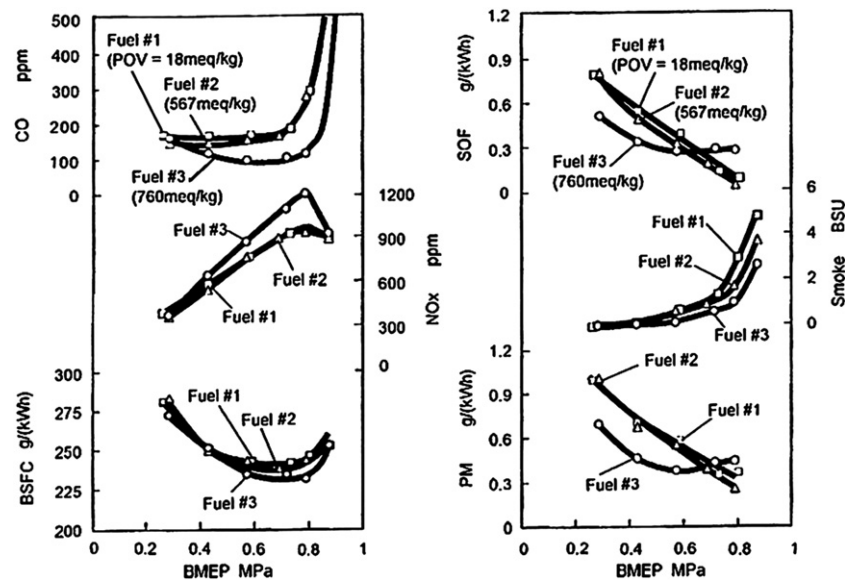 500
400
300
200
100
0
CO ppm
Fuel #1
(POV = 18meq/kg)
Fuel #2
(567meq/kg)
Fuel #3
(760meq/kg)
1200
900
600
300
0
NOx ppm
Fuel #3
Fuel #2
Fuel #1
300
275
250
225
200
BSFC g/(kWh)
Fuel #1
Fuel #2
Fuel #3
0 0.2 0.4 0.6 0.8 1
BMEP MPa
1.2
0.9
0.6
0.3
0
SOF g/(kWh)
Fuel #1
(POV = 18meq/kg)
Fuel #2
(567meq/kg)
Fuel #3
(760meq/kg)
6
4
2
0
Smoke BSU
Fuel #1
Fuel #2
Fuel #3
1.2
0.9
0.6
0.3
0
PM g/(kWh)
Fuel #2
Fuel #1
Fuel #3
0 0.2 0.4 0.6 0.8 1
BMEP MPa